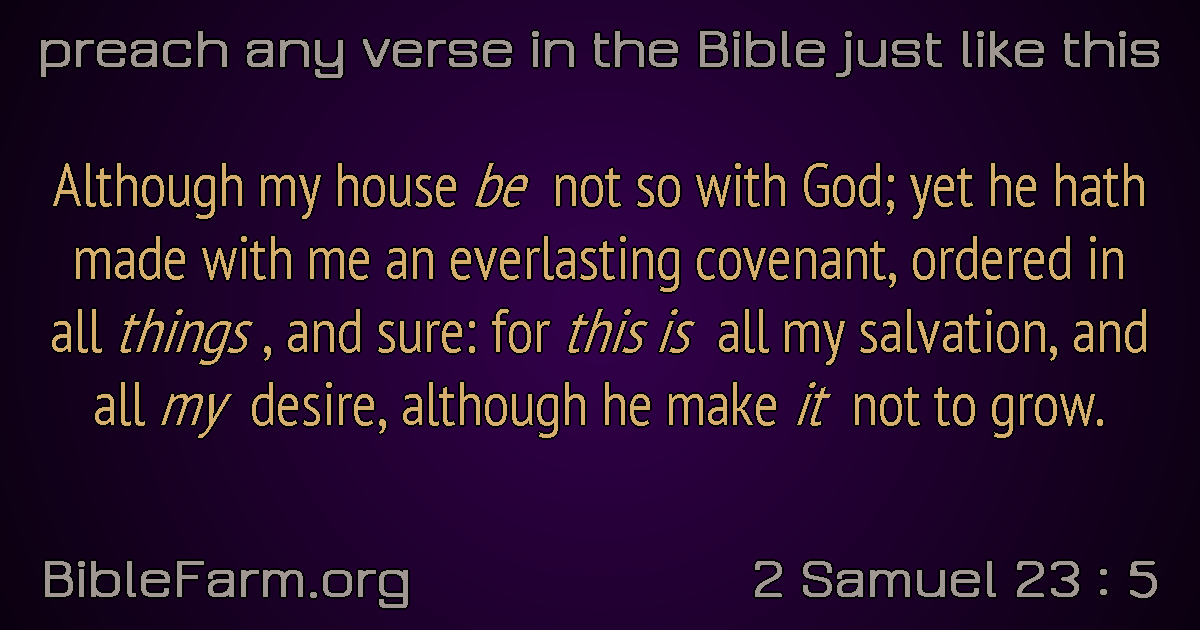 preach any verse in the Bible just like this
Although my house be not so with God; yet he hath
made with me an everlasting covenant, ordered in
all things , and sure: for this is all my salvation, and
all my desire, although he make it not to grow.
BibleFarm.org
2 Samuel 23 : 5